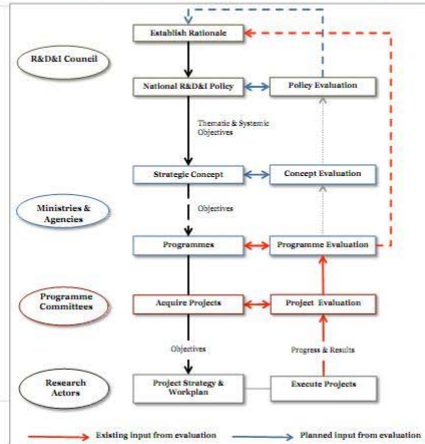 Establish Rationale
R&D&I Council
National R&D&I Policy
Policy Evaluation
Thematic & Systemic
Objectives
Strategic Concept
Concept Evaluation
Ministries &
Agencies
Objectives
Programmes
Programme Evaluation
Programme
Committees
Acquire Projects
Project Evaluation
Objectives
Progress & Results
Research
Actors
Project Strategy &
Workplan
Execute Projects
Existing input from evaluation
Planned input from evaluation